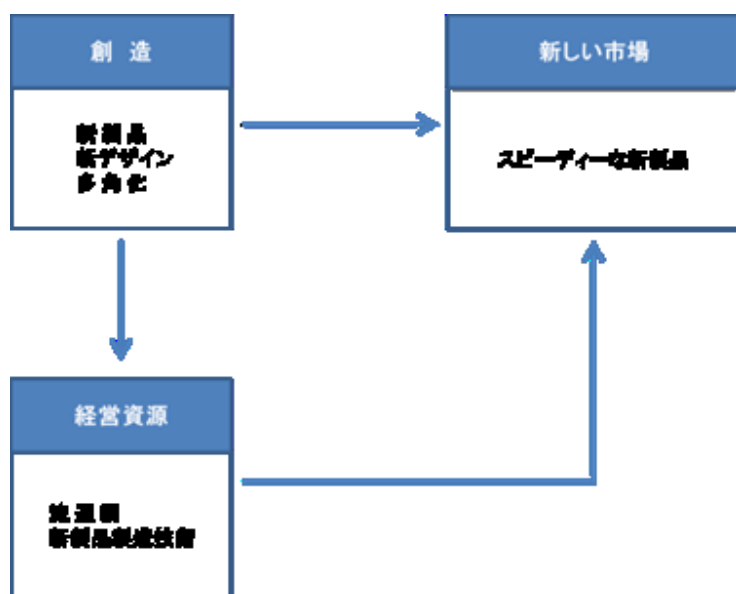 創 造
新製品
新デザイン
多角化
新しい市場
スピーディーな新製品
経営資源
流通網
新製品製造技術